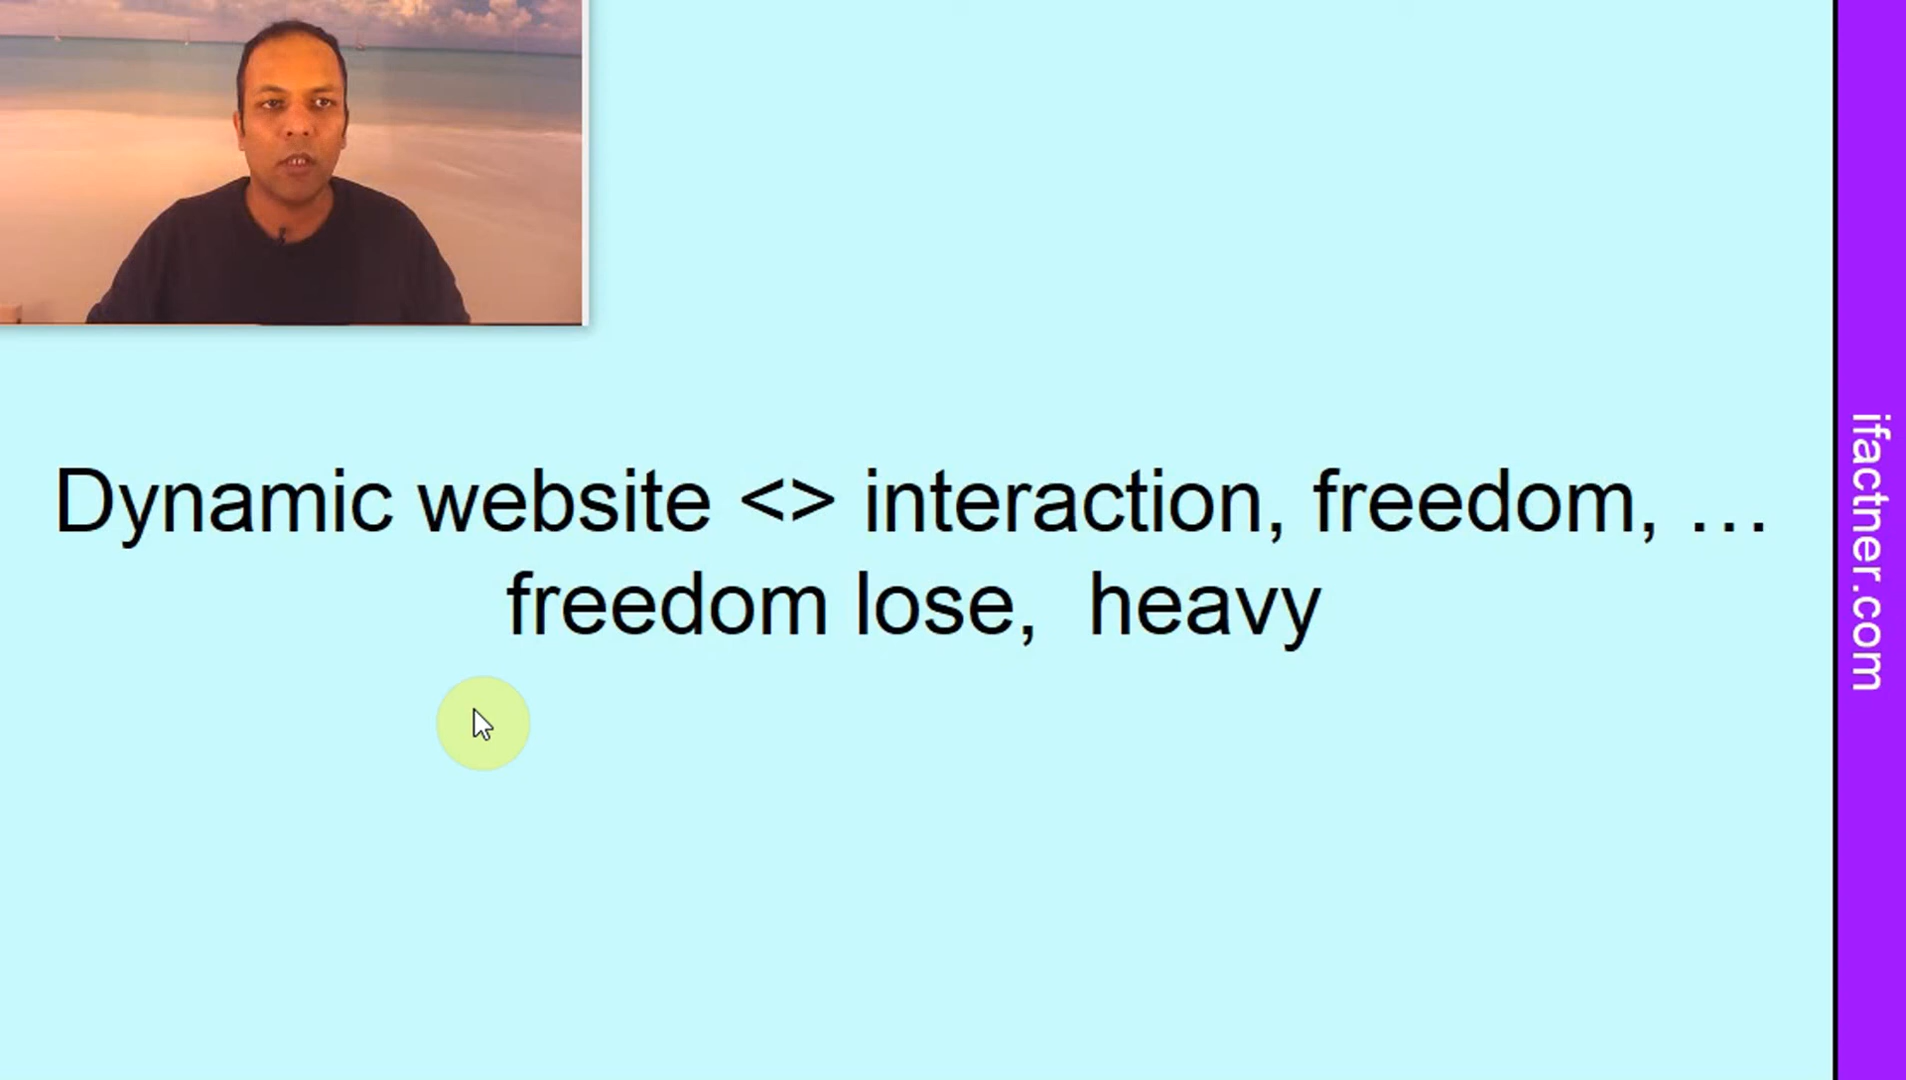 Dynamic website <> interaction, freedom, …
freedom lose,  heavy
ifactner.com